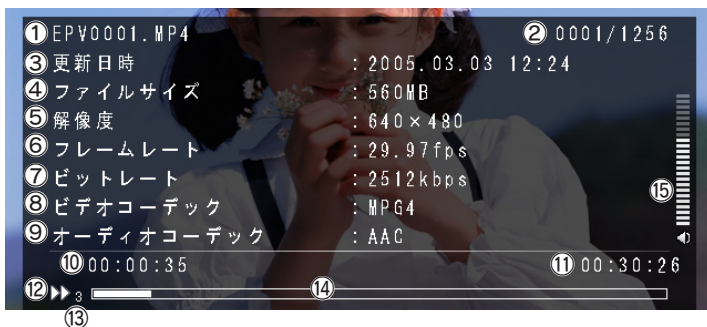 ①EPV0001.MP4 ②0001/1256
③更新日時 :2005.03.03 12:24
④ファイルサイズ :560MB
⑤解像度 :640×480
⑥フレームレート :29.97fps
⑦ビットレート :2512kbps
⑧ビデオコーデック :MPG4
⑨オーディオコーデック :AAC
⑮
⑩00:00:35 ⑪00:30:26
⑫ 3 ⑭
⑬